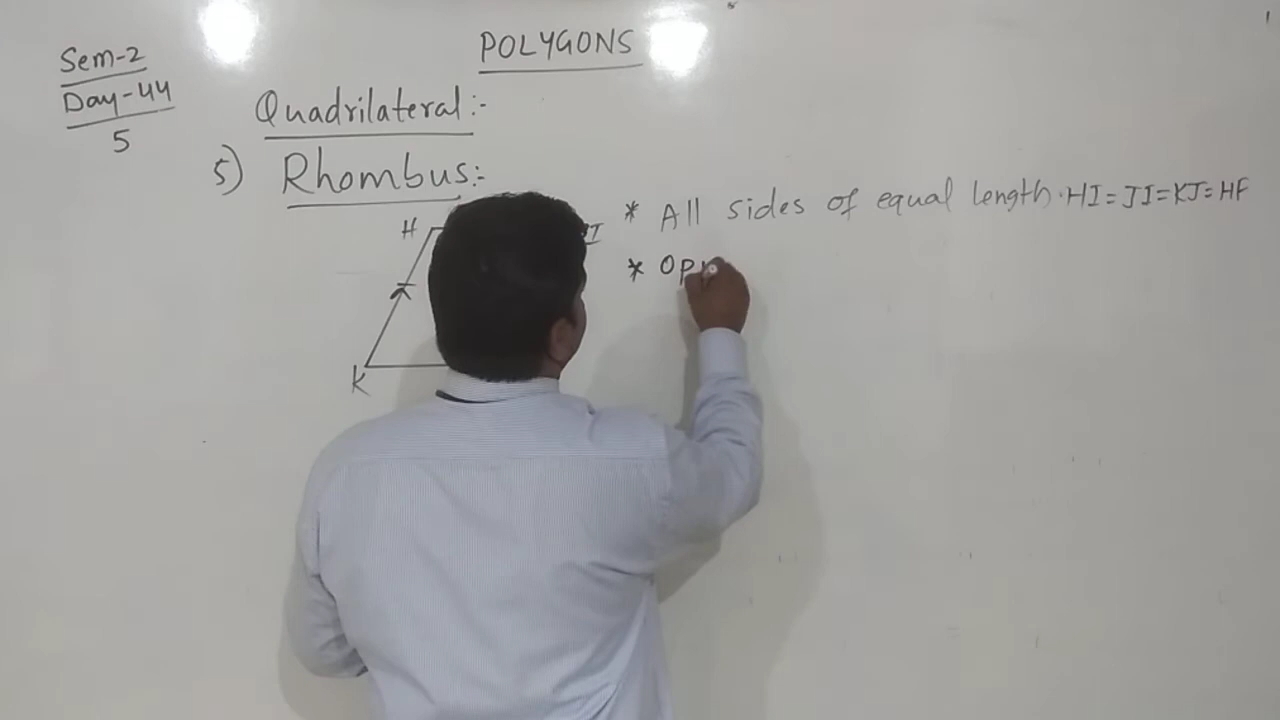 POLYGONS
Sem-2
Day-44
5
Quadrilateral:-
5) Rhombus:-
H
I
K
* All sides of equal length. HI=JI=KJ=HF
* Opp